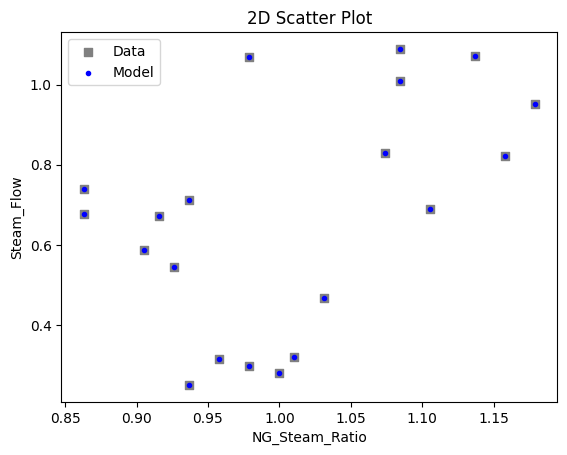 2D Scatter Plot
Data
Model
Steam_Flow
1.0
0.8
0.6
0.4
0.85 0.90 0.95 1.00 1.05 1.10 1.15
NG_Steam_Ratio